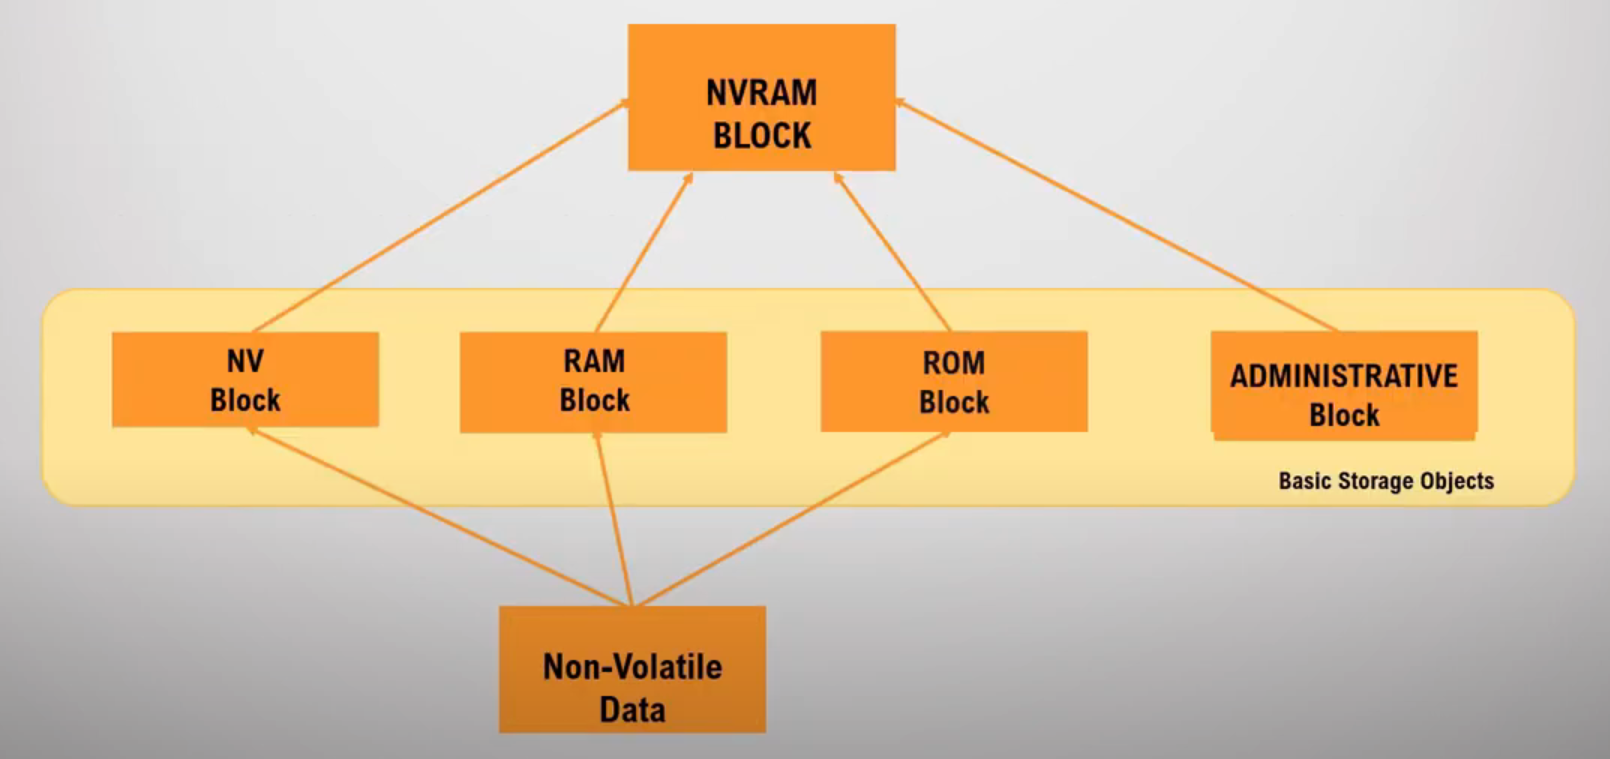 NVRAM
BLOCK
NV
Block
RAM
Block
ROM
Block
ADMINISTRATIVE
Block
Basic Storage Objects
Non-Volatile
Data